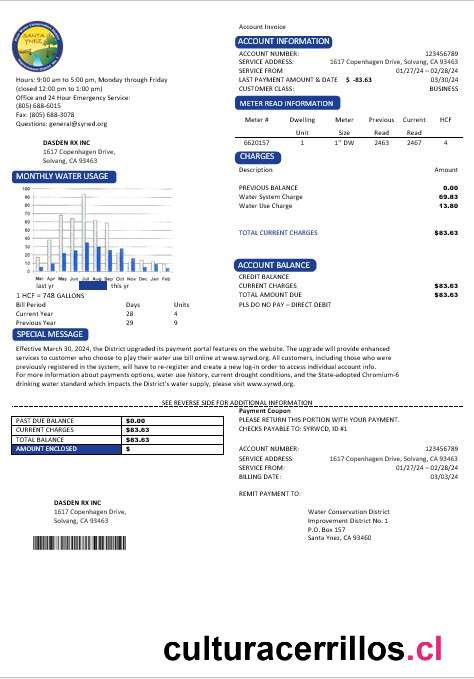 SANTA YNEZ
Hours: 9:00 am to 5:00 pm, Monday through Friday
(closed 12:00 pm to 1:00 pm)
Office and 24 Hour Emergency Service:
(805) 688-6015
Fax: (805) 688-3078
Questions: general@syrwd.org
DASDEN RX INC
1617 Copenhagen Drive,
Solvang, CA 93463
MONTHLY WATER USAGE
100
90
80
70
60
50
40
30
20
10
0
Mar Apr May Jun Jul Aug Sep Oct Nov Dec Jan Feb
last yr this yr
1 HCF = 748 GALLONS
Bill Period Days Units
Current Year 28 4
Previous Year 29 9
Account Invoice
ACCOUNT INFORMATION
ACCOUNT NUMBER: 123456789
SERVICE ADDRESS: 1617 Copenhagen Drive, Solvang, CA 93463
SERVICE FROM 01/27/24 – 02/28/24
LAST PAYMENT AMOUNT & DATE $ -83.63 03/30/24
CUSTOMER CLASS: BUSINESS
METER READ INFORMATION
Meter # Dwelling Meter Previous Current HCF
Unit Size Read Read
6620157 1 1" DW 2463 2467 4
CHARGES
Description Amount
PREVIOUS BALANCE 0.00
Water System Charge 69.83
Water Use Charge 13.80
TOTAL CURRENT CHARGES $83.63
ACCOUNT BALANCE
CREDIT BALANCE
CURRENT CHARGES $83.63
TOTAL AMOUNT DUE $83.63
PLS DO NO PAY – DIRECT DEBIT
SPECIAL MESSAGE
Effective March 30, 2024, the District upgraded its payment portal features on the website. The upgrade will provide enhanced
services to customer who choose to play their water use bill online at www.syrwd.org. All customers, including those who were
previously registered in the system, will have to re-register and create a new log-in order to access individual account info.
For more information about payments options, water use history, current drought conditions, and the State-adopted Chromium-6
drinking water standard which impacts the District's water supply, please visit www.syrwd.org.
SEE REVERSE SIDE FOR ADDITIONAL INFORMATION
PAST DUE BALANCE $0.00
CURRENT CHARGES $83.63
TOTAL BALANCE $83.63
AMOUNT ENCLOSED $
DASDEN RX INC
1617 Copenhagen Drive,
Solvang, CA 93463
Payment Coupon
PLEASE RETURN THIS PORTION WITH YOUR PAYMENT.
CHECKS PAYABLE TO: SYRWCD, ID #1
ACCOUNT NUMBER: 123456789
SERVICE ADDRESS: 1617 Copenhagen Drive, Solvang, CA 93463
SERVICE FROM: 01/27/24 – 02/28/24
BILLING DATE: 03/03/24
REMIT PAYMENT TO:
Water Conservation District
Improvement District No. 1
P.O. Box 157
Santa Ynez, CA 93460
culturacerrillos.cl